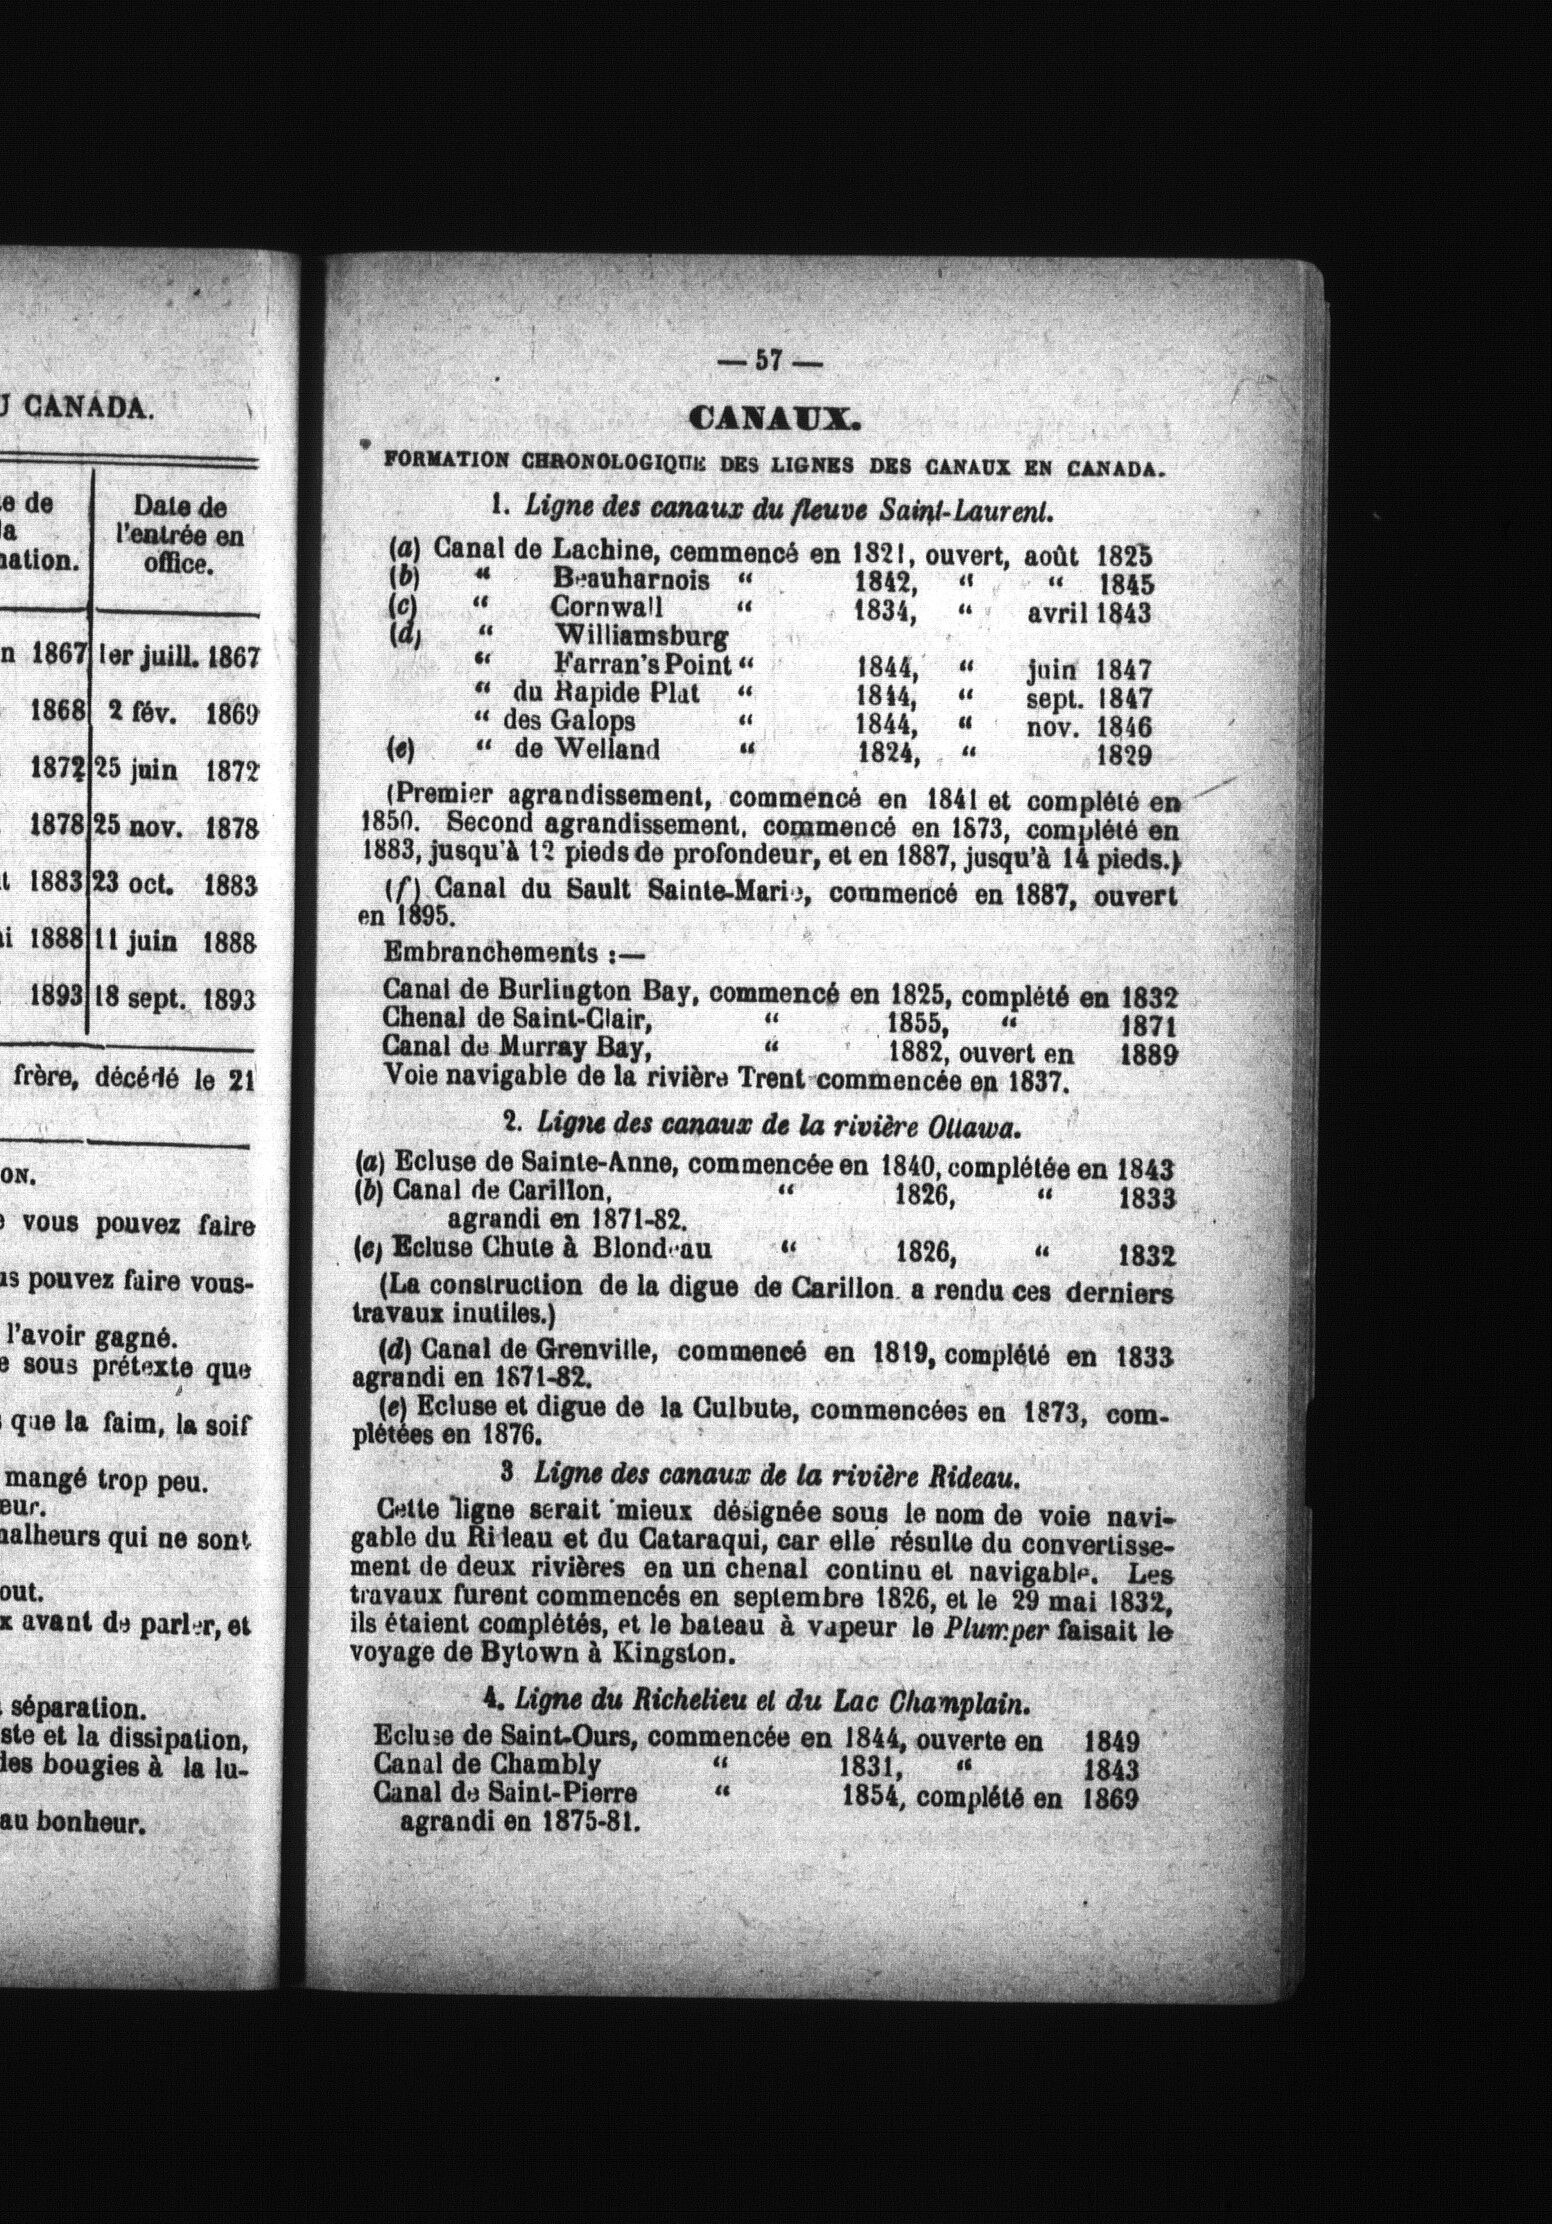 U CANADA.
te de
la
nation.
Date de
l'entrée en
office.
n 1867 1er juill. 1867
1868 2 fév. 1869
1872 25 juin 1872
1878 25 nov. 1878
t 1883 23 oct. 1883
ai 1888 11 juin 1888
1893 18 sept. 1893
frère, décédé le 21
ON.
e vous pouvez faire
us pouvez faire vous-
l'avoir gagné.
e sous prétexte que
s que la faim, la soif
mangé trop peu.
eur.
nalheurs qui ne sont
out.
x avant de parler, et
a séparation.
ste et la dissipation,
des bougies à la lu-
au bonheur.
— 57 —
CANAUX.
FORMATION CHRONOLOGIQUE DES LIGNES DES CANAUX EN CANADA.
1. Ligne des canaux du fleuve Saint-Laurent.
(a) Canal de Lachine, cemmencé en 1821, ouvert, août 1825
(b) “ Beauharnois “ 1842, “ “ 1845
(c) “ Cornwall “ 1834, “ avril 1843
(d) “ Williamsburg
“ Farran's Point “ 1844, “ juin 1847
“ du Rapide Plat “ 1844, “ sept. 1847
“ des Galops “ 1844, “ nov. 1846
(e) “ de Welland “ 1824, “ 1829
(Premier agrandissement, commencé en 1841 et complété en
1850. Second agrandissement, commencé en 1873, complété en
1883, jusqu'à 12 pieds de profondeur, et en 1887, jusqu'à 14 pieds.)
(f) Canal du Sault Sainte-Marie, commencé en 1887, ouvert
en 1895.
Embranchements :—
Canal de Burlington Bay, commencé en 1825, complété en 1832
Chenal de Saint-Clair, “ 1855, “ 1871
Canal de Murray Bay, “ 1882, ouvert en 1889
Voie navigable de la rivière Trent commencée en 1837.
2. Ligne des canaux de la rivière Ottawa.
(a) Ecluse de Sainte-Anne, commencée en 1840, complétée en 1843
(b) Canal de Carillon, “ 1826, “ 1833
agrandi en 1871-82.
(c) Ecluse Chute à Blondeau “ 1826, “ 1832
(La construction de la digue de Carillon a rendu ces derniers
travaux inutiles.)
(d) Canal de Grenville, commencé en 1819, complété en 1833
agrandi en 1871-82.
(e) Ecluse et digue de la Culbute, commencées en 1873, com-
plétées en 1876.
3 Ligne des canaux de la rivière Rideau.
Cette ligne serait mieux désignée sous le nom de voie navi-
gable du Rideau et du Cataraqui, car elle résulte du convertisse-
ment de deux rivières en un chenal continu et navigable. Les
travaux furent commencés en septembre 1826, et le 29 mai 1832,
ils étaient complétés, et le bateau à vapeur le Plumper faisait le
voyage de Bytown à Kingston.
4. Ligne du Richelieu et du Lac Champlain.
Ecluse de Saint-Ours, commencée en 1844, ouverte en 1849
Canal de Chambly “ 1831, “ 1843
Canal de Saint-Pierre “ 1854, complété en 1869
agrandi en 1875-81.